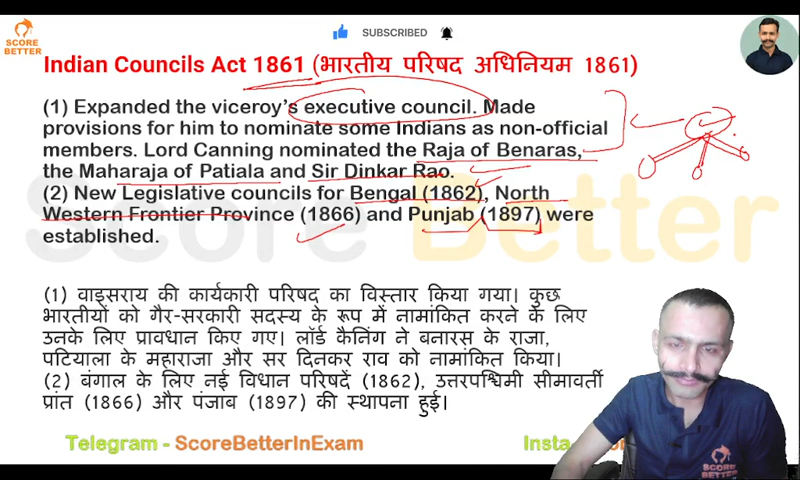 SCORE
BETTER
SUBSCRIBED
Indian Councils Act 1861 (भारतीय परिषद अधिनियम 1861)
(1) Expanded the viceroy's executive council. Made
provisions for him to nominate some Indians as non-official
members. Lord Canning nominated the Raja of Benaras,
the Maharaja of Patiala and Sir Dinkar Rao.
(2) New Legislative councils for Bengal (1862), North
Western Frontier Province (1866) and Punjab (1897) were
established.
Score Better
(1) वाइसराय की कार्यकारी परिषद का विस्तार किया गया। कुछ
भारतीयों को गैर-सरकारी सदस्य के रूप में नामांकित करने के लिए
उनके लिए प्रावधान किए गए। लॉर्ड कैनिंग ने बनारस के राजा,
पटियाला के महाराजा और सर दिनकर राव को नामांकित किया।
(2) बंगाल के लिए नई विधान परिषदें (1862), उत्तरपश्चिमी सीमावर्ती
प्रांत (1866) और पंजाब (1897) की स्थापना हुई।
Telegram - ScoreBetterInExam
Insta
SCORE
BETTER